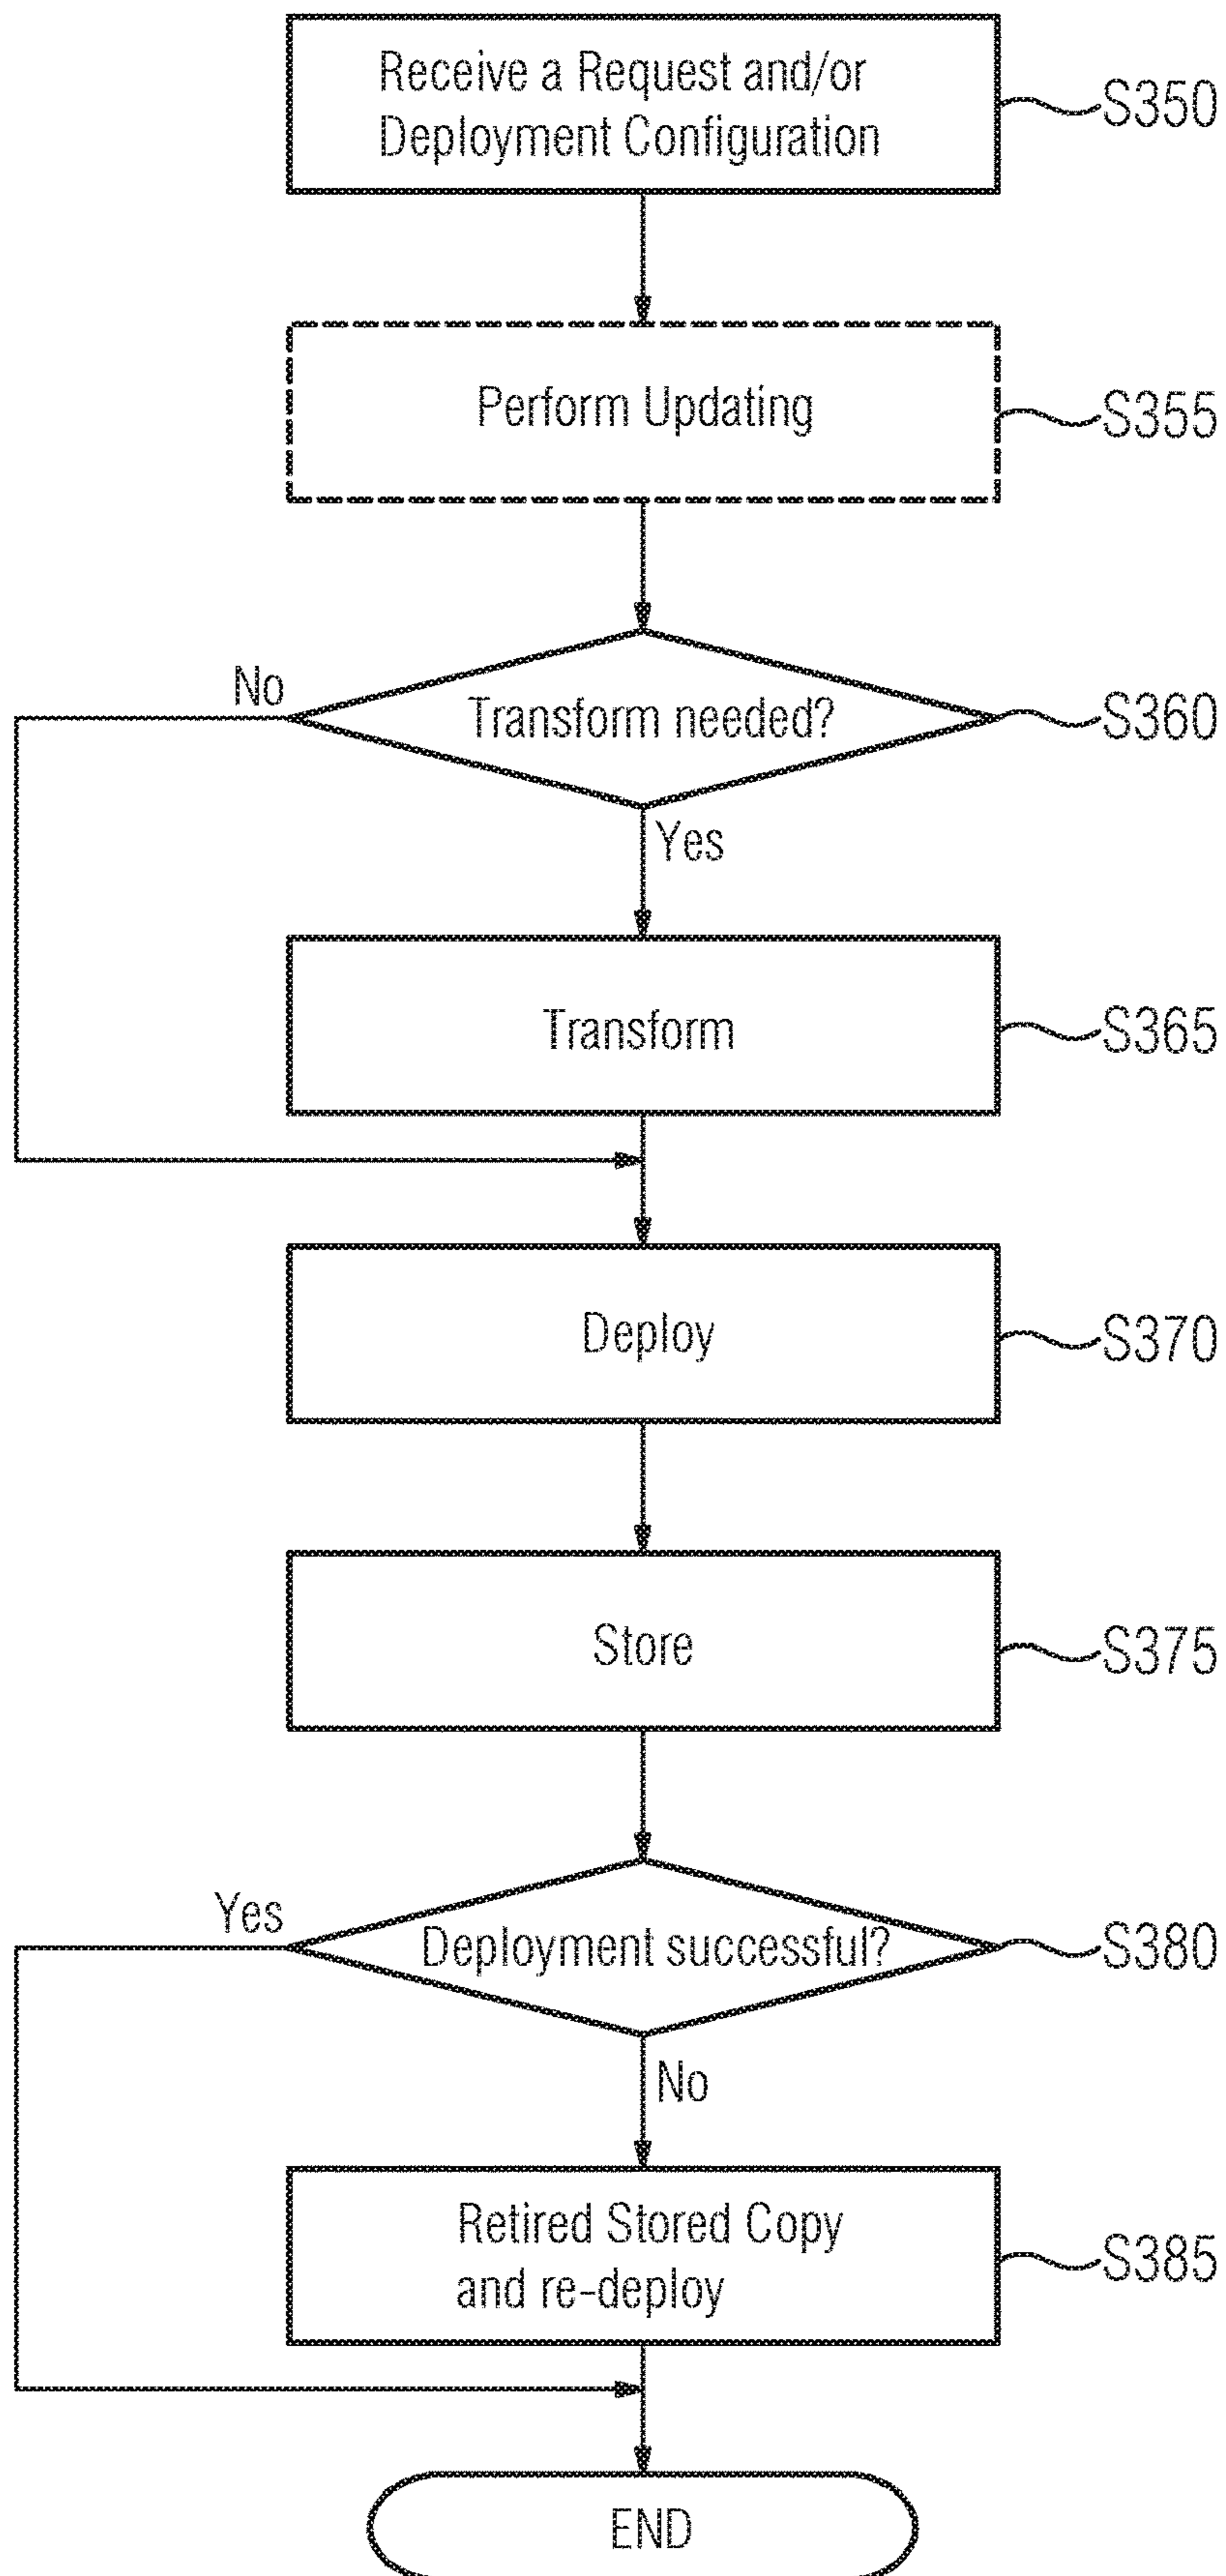 Receive a Request and/or
Deployment Configuration
S350
Perform Updating
S355
No
Transform needed?
S360
Yes
Transform
S365
Deploy
S370
Store
S375
Yes
Deployment successful?
S380
No
Retired Stored Copy
and re-deploy
S385
END